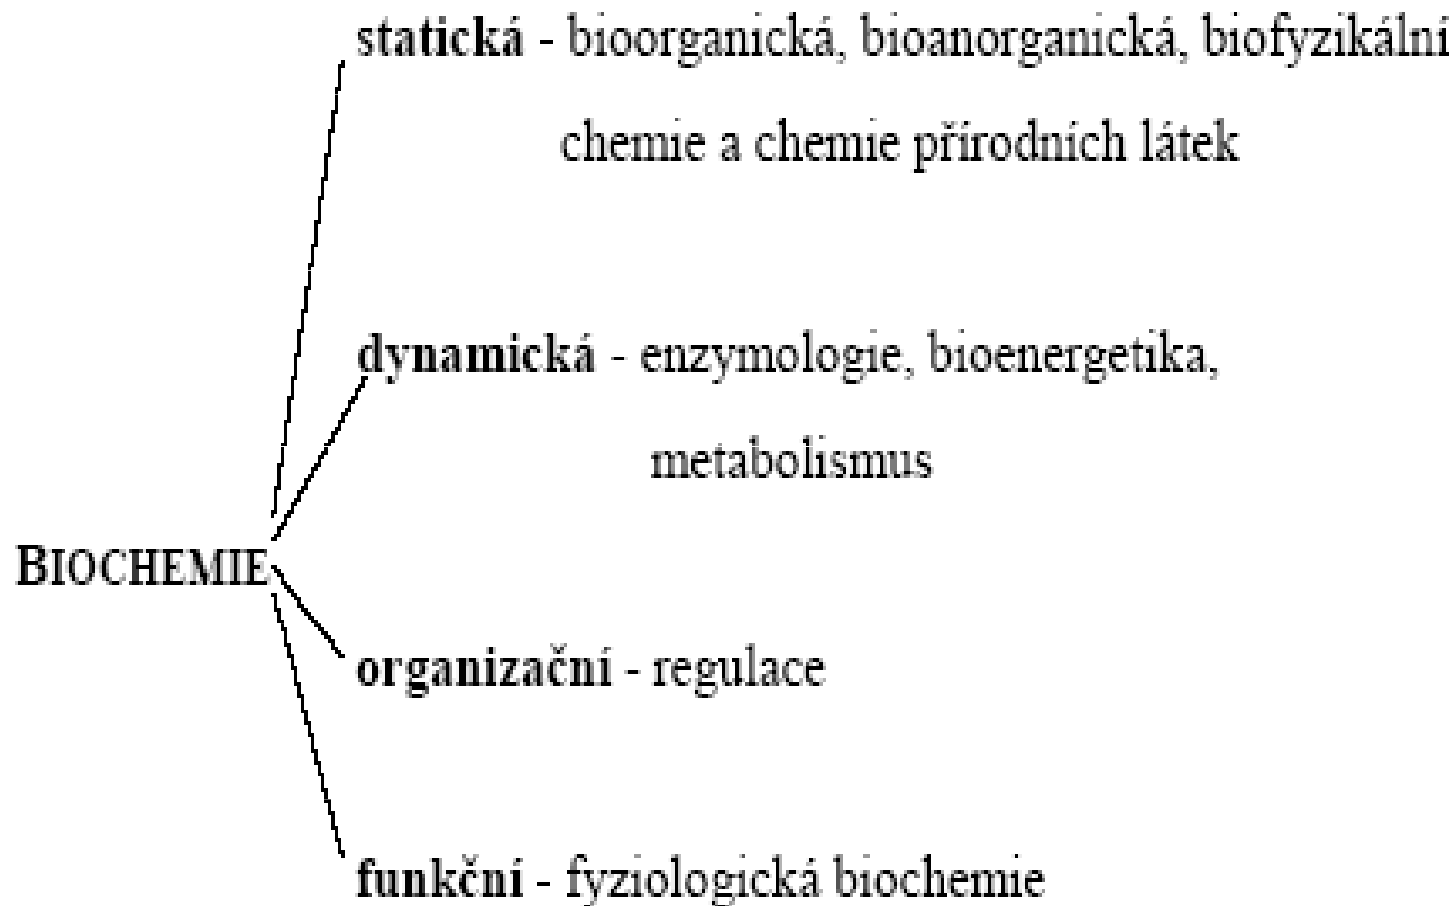 statická - bioorganická, bioanorganická, biofyzikální
chemie a chemie přírodních látek
dynamická - enzymologie, bioenergetika,
metabolismus
BIOCHEMIE
organizační - regulace
funkční - fyziologická biochemie